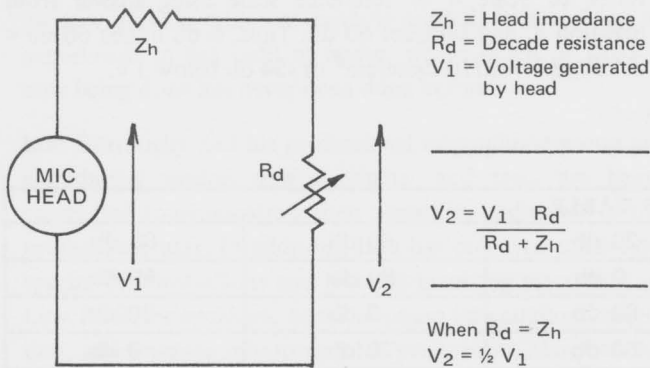 Zh
Zh = Head impedance
Rd = Decade resistance
V1 = Voltage generated
by head
MIC
HEAD
Rd
V1
V2
V2 = V1 Rd
Rd + Zh
When Rd = Zh
V2 = ½ V1